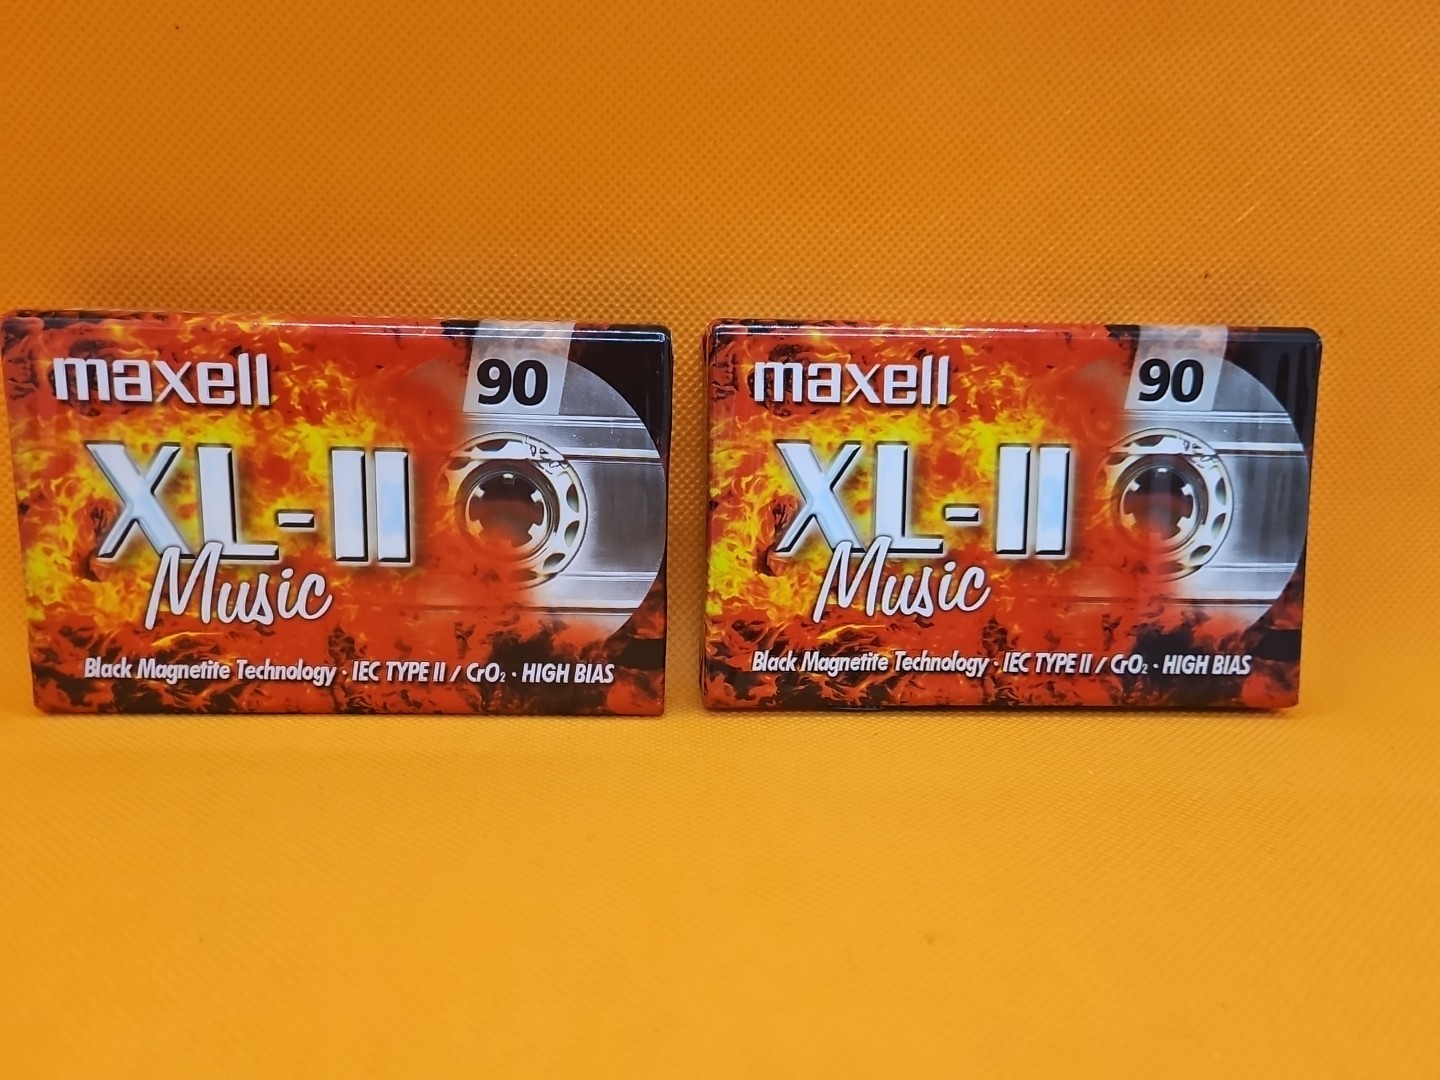 maxell
90
XL-II
Music
Black Magnetite Technology · IEC TYPE II / CrO₂ · HIGH BIAS
maxell
90
XL-II
Music
Black Magnetite Technology · IEC TYPE II / CrO₂ · HIGH BIAS